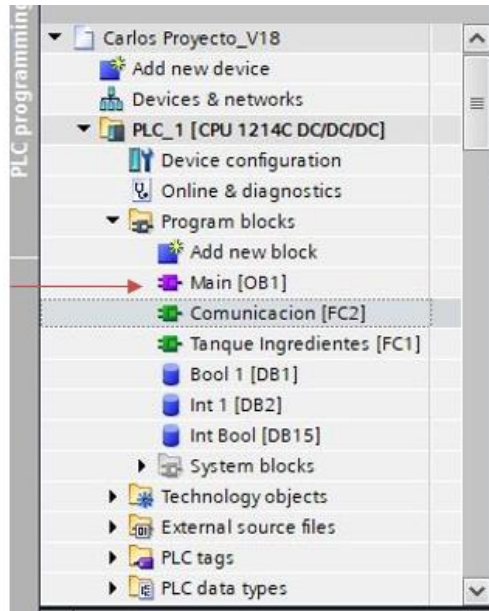 PLC programming
Carlos Proyecto_V18
Add new device
Devices & networks
PLC_1 [CPU 1214C DC/DC/DC]
Device configuration
Online & diagnostics
Program blocks
Add new block
Main [OB1]
Comunicacion [FC2]
Tanque Ingredientes [FC1]
Bool 1 [DB1]
Int 1 [DB2]
Int Bool [DB15]
System blocks
Technology objects
External source files
PLC tags
PLC data types